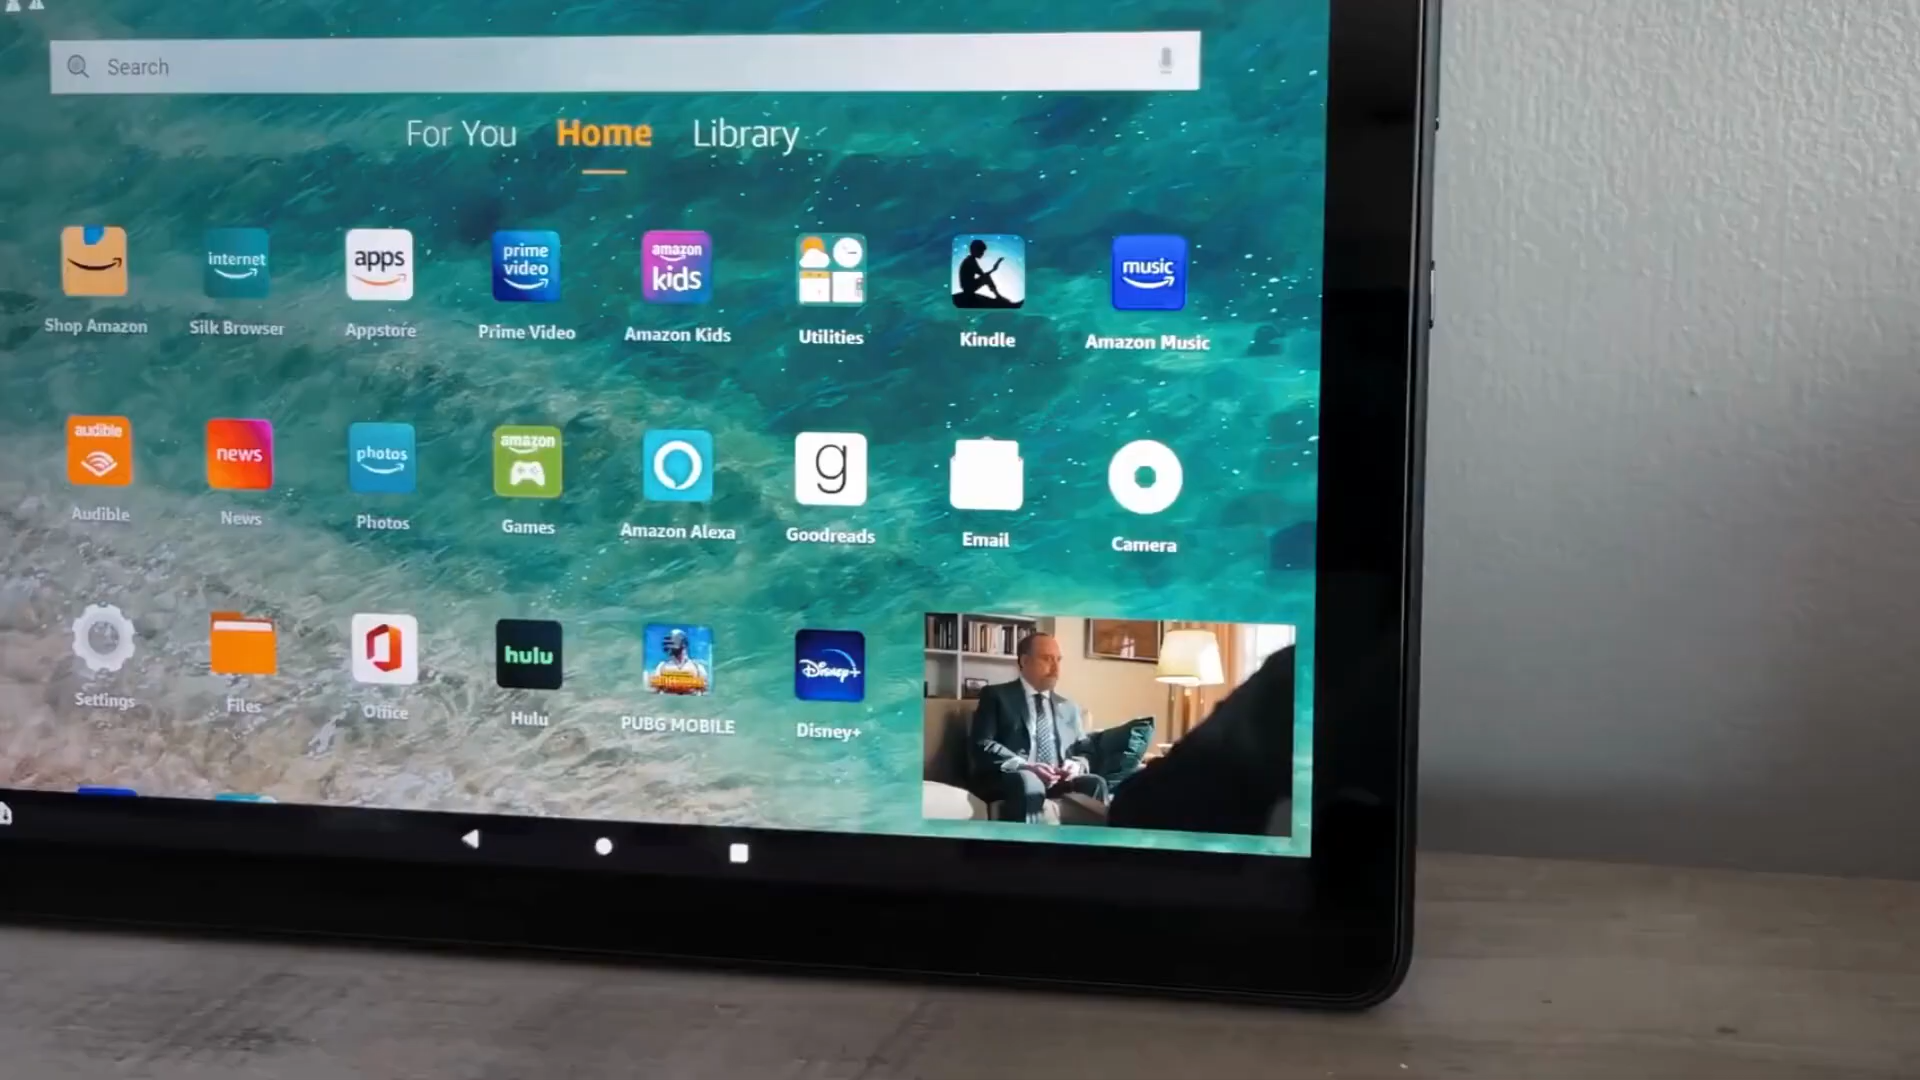 Search
For You Home Library
internet
apps
prime video
amazon kids
music
Shop Amazon
Silk Browser
Appstore
Prime Video
Amazon Kids
Utilities
Kindle
Amazon Music
audible
news
photos
amazon
g
Audible
News
Photos
Games
Amazon Alexa
Goodreads
Email
Camera
hulu
Disney+
Settings
Files
Office
Hulu
PUBG MOBILE
Disney+